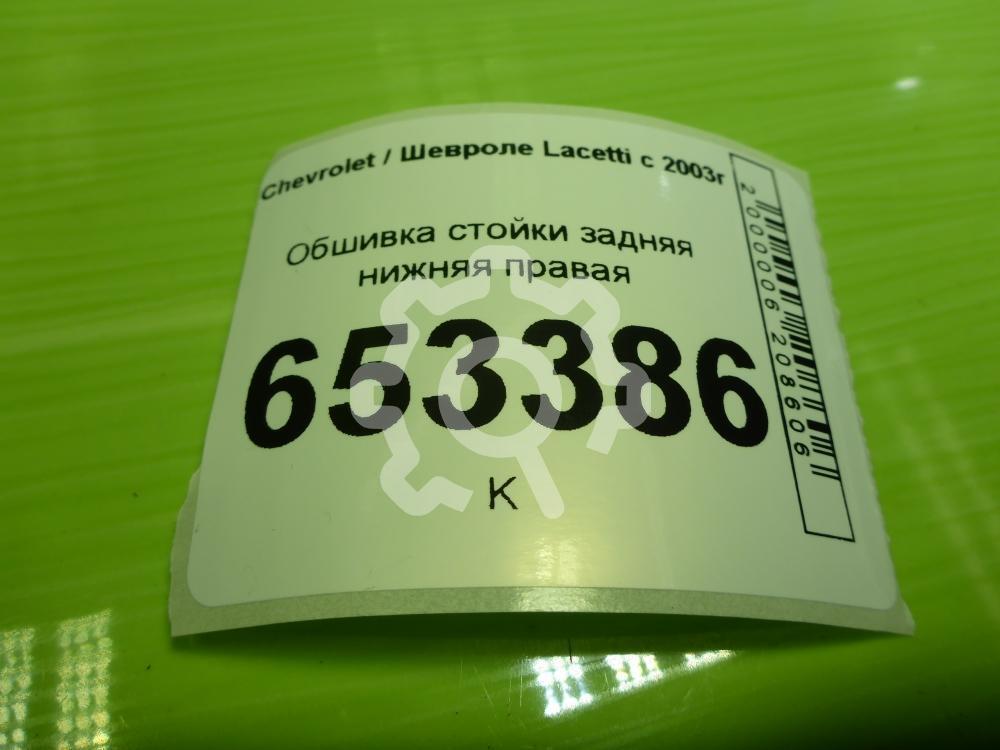 Chevrolet / Шевроле Lacetti с 2003г
Обшивка стойки задняя
нижняя правая
653386
К
2000006208606